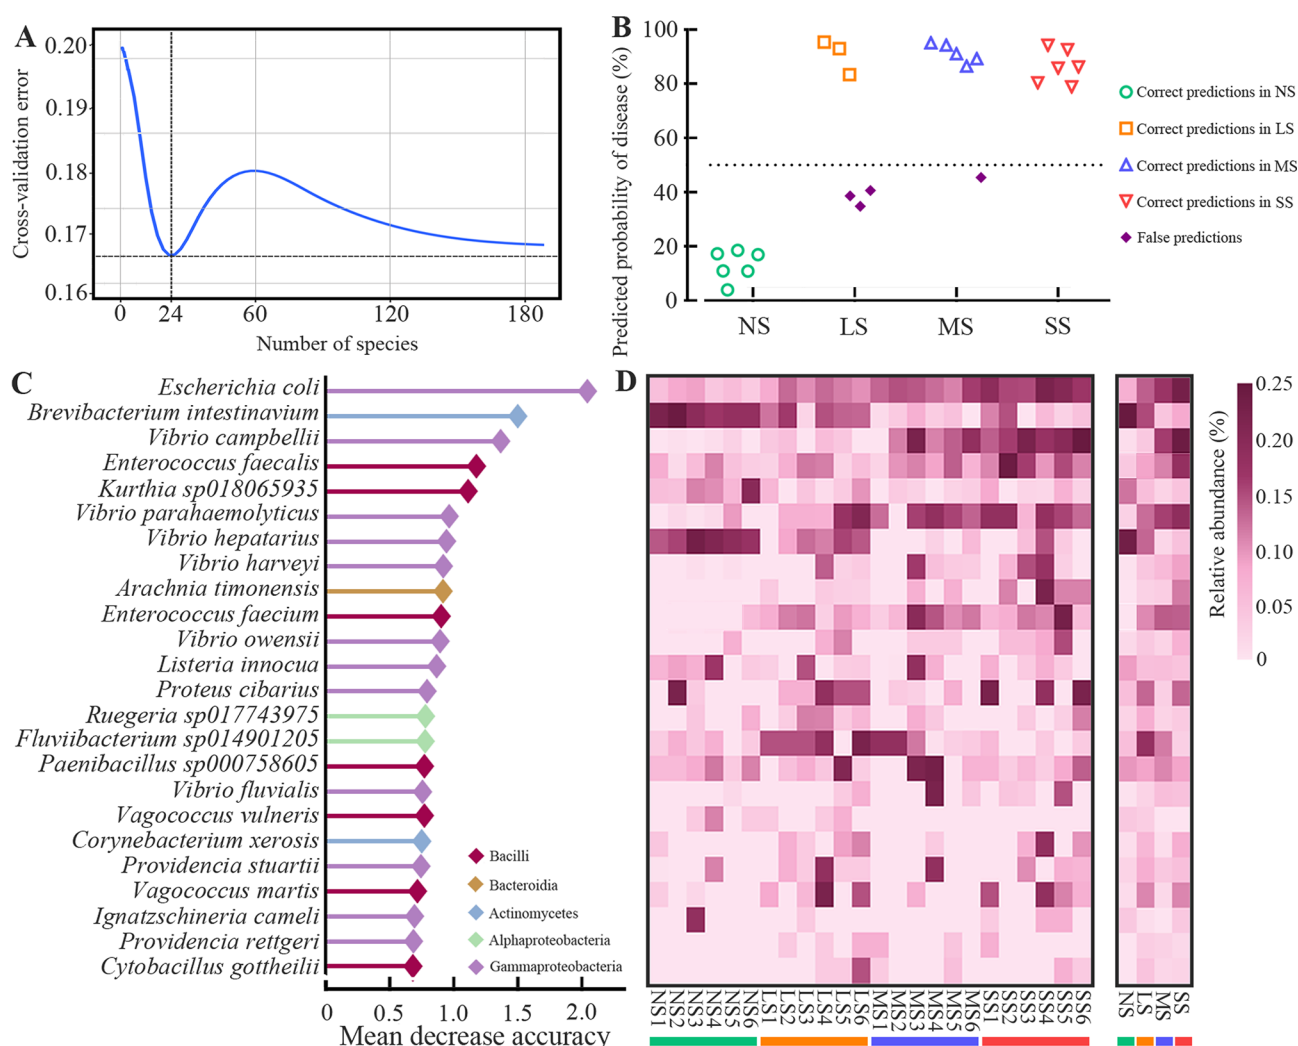 A
Cross-validation error
0.20
0.19
0.18
0.17
0.16
0
24
60
120
180
Number of species
B
Predicted probability of disease (%)
100
80
60
40
20
0
NS
LS
MS
SS
Correct predictions in NS
Correct predictions in LS
Correct predictions in MS
Correct predictions in SS
False predictions
C
Escherichia coli
Brevibacterium intestinavium
Vibrio campbellii
Enterococcus faecalis
Kurthia sp018065935
Vibrio parahaemolyticus
Vibrio hepatarius
Vibrio harveyi
Arachnia timonensis
Enterococcus faecium
Vibrio owensii
Listeria innocua
Proteus cibarius
Ruegeria sp017743975
Fluviibacterium sp014901205
Paenibacillus sp000758605
Vibrio fluvialis
Vagococcus vulneris
Corynebacterium xerosis
Providencia stuartii
Vagococcus martis
Ignatzschineria cameli
Providencia rettgeri
Cytobacillus gottheilii
Bacilli
Bacteroidia
Actinomycetes
Alphaproteobacteria
Gammaproteobacteria
0
0.5
1.0
1.5
2.0
Mean decrease accuracy
D
NS1
NS2
NS3
NS4
NS5
NS6
LS1
LS2
LS3
LS4
LS5
LS6
MS1
MS2
MS3
MS4
MS5
MS6
SS1
SS2
SS3
SS4
SS5
SS6
NS
LS
MS
SS
Relative abundance (%)
0.25
0.20
0.15
0.10
0.05
0